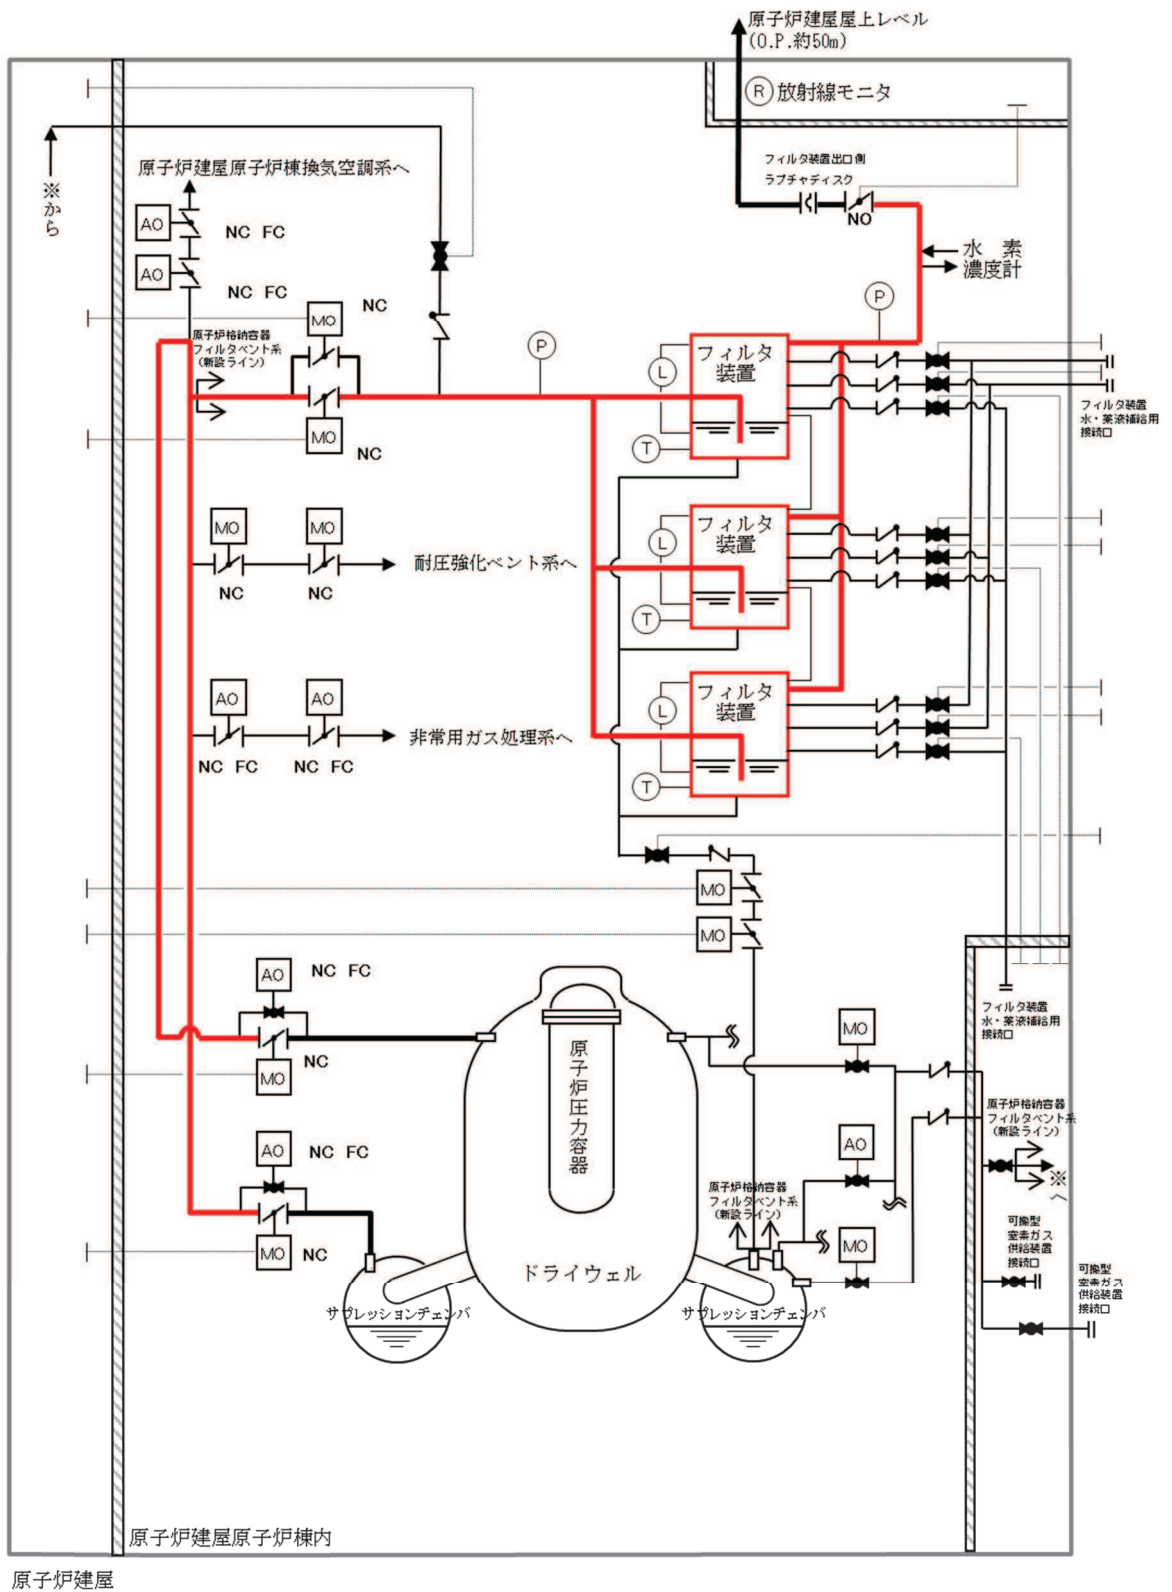 原子炉建屋屋上レベル
(O.P.約50m)
R 放射線モニタ
フィルタ装置出口側
ラプチャディスク
NO
※から
原子炉建屋原子炉棟換気空調系へ
AO
NC FC
AO
NC FC
水 素
濃度計
P
MO
NC
原子炉格納容器
フィルタベント系
(新設ライン)
P
MO
NC
フィルタ
装置
L
T
フィルタ装置
水・薬液補給用
接続口
MO
MO
NC
NC
耐圧強化ベント系へ
フィルタ
装置
L
T
AO
AO
NC FC
NC FC
非常用ガス処理系へ
フィルタ
装置
L
T
MO
MO
AO
NC FC
MO
NC
原子炉圧力容器
MO
フィルタ装置
水・薬液補給用
接続口
AO
NC FC
MO
NC
AO
原子炉格納容器
フィルタベント系
(新設ライン)
※へ
原子炉格納容器
フィルタベント系
(新設ライン)
MO
可搬型
窒素ガス
供給装置
接続口
可搬型
窒素ガス
供給装置
接続口
ドライウェル
サプレッションチェンバ
サプレッションチェンバ
原子炉建屋原子炉棟内
原子炉建屋